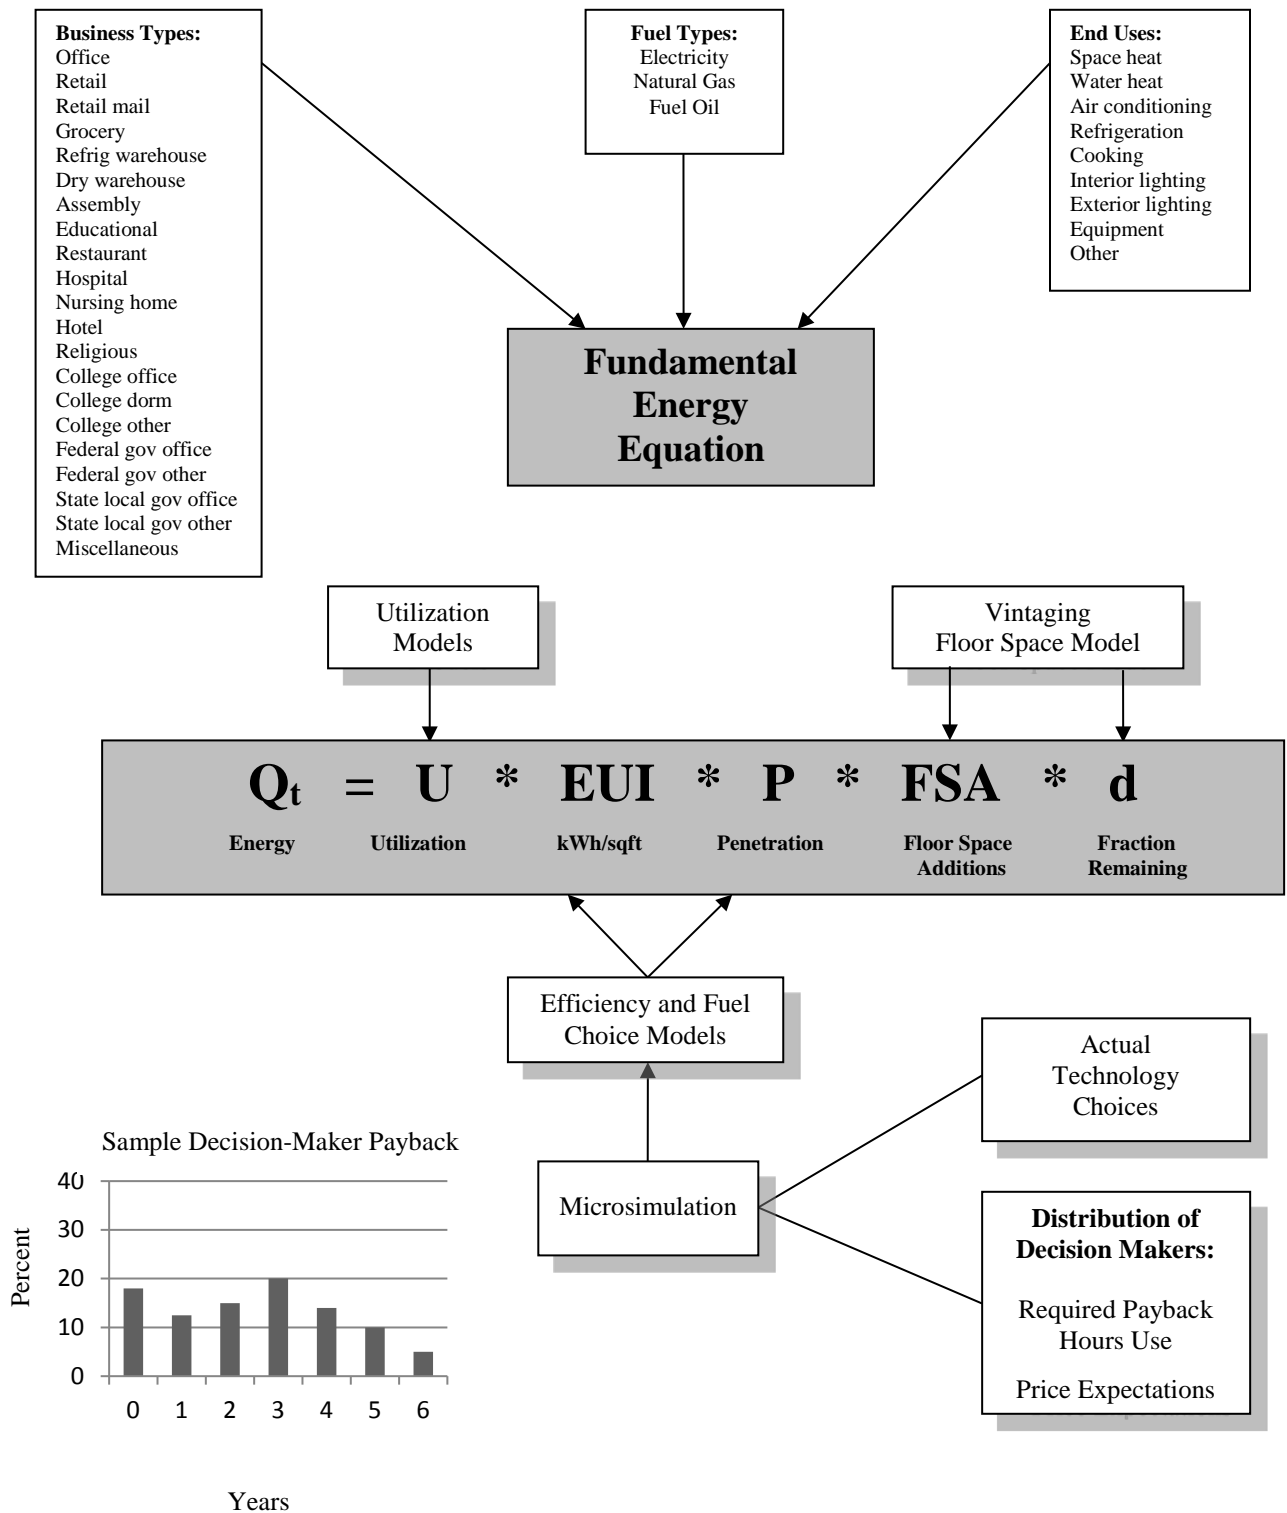 Business Types:
Office
Retail
Retail mail
Grocery
Refrig warehouse
Dry warehouse
Assembly
Educational
Restaurant
Hospital
Nursing home
Hotel
Religious
College office
College dorm
College other
Federal gov office
Federal gov other
State local gov office
State local gov other
Miscellaneous
Fuel Types:
Electricity
Natural Gas
Fuel Oil
End Uses:
Space heat
Water heat
Air conditioning
Refrigeration
Cooking
Interior lighting
Exterior lighting
Equipment
Other
Fundamental
Energy
Equation
Utilization
Models
Vintaging
Floor Space Model
Qt = U * EUI * P * FSA * d
Energy Utilization kWh/sqft Penetration Floor Space Fraction
Additions Remaining
Efficiency and Fuel
Choice Models
Actual
Technology
Choices
Microsimulation
Distribution of
Decision Makers:
Required Payback
Hours Use
Price Expectations
Sample Decision-Maker Payback
Percent
40
30
20
10
0
0 1 2 3 4 5 6
Years